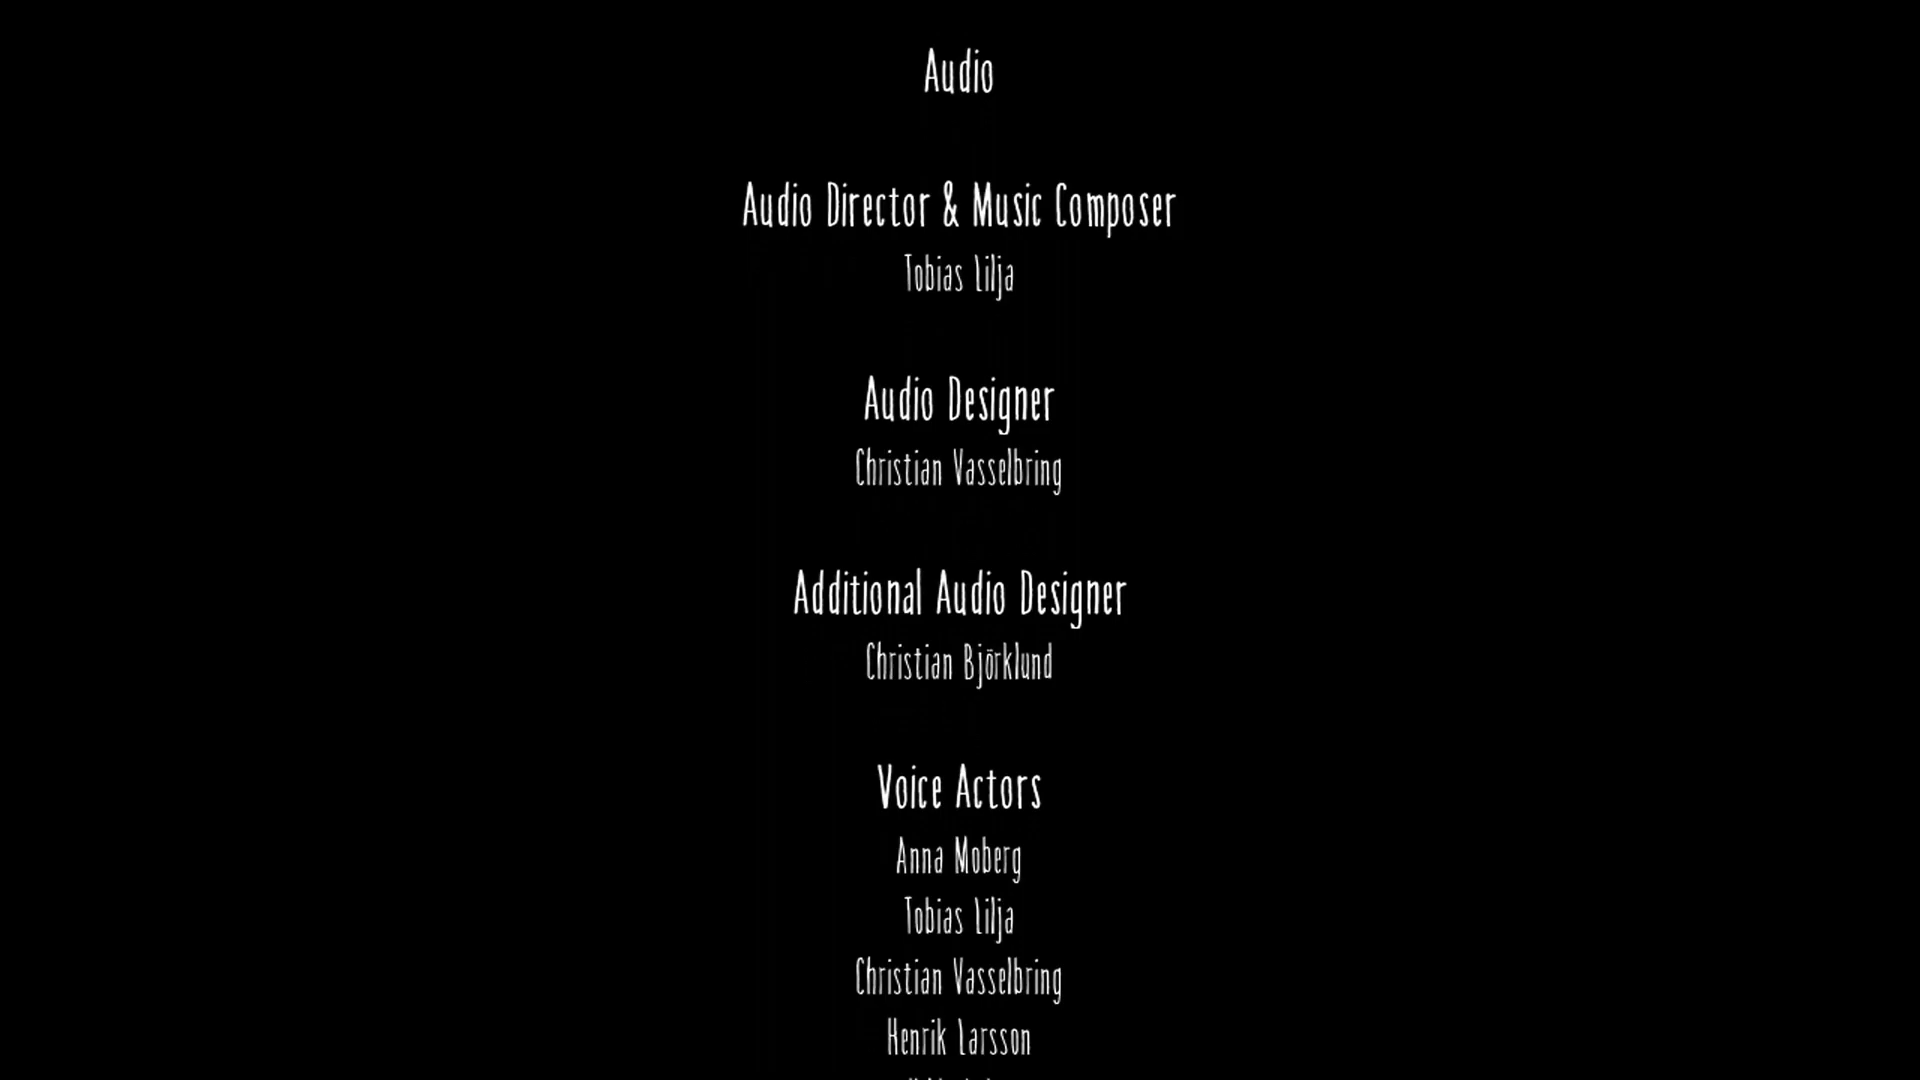 Audio
Audio Director & Music Composer
Tobias Lilja
Audio Designer
Christian Vasselbring
Additional Audio Designer
Christian Björklund
Voice Actors
Anna Moberg
Tobias Lilja
Christian Vasselbring
Henrik Larsson